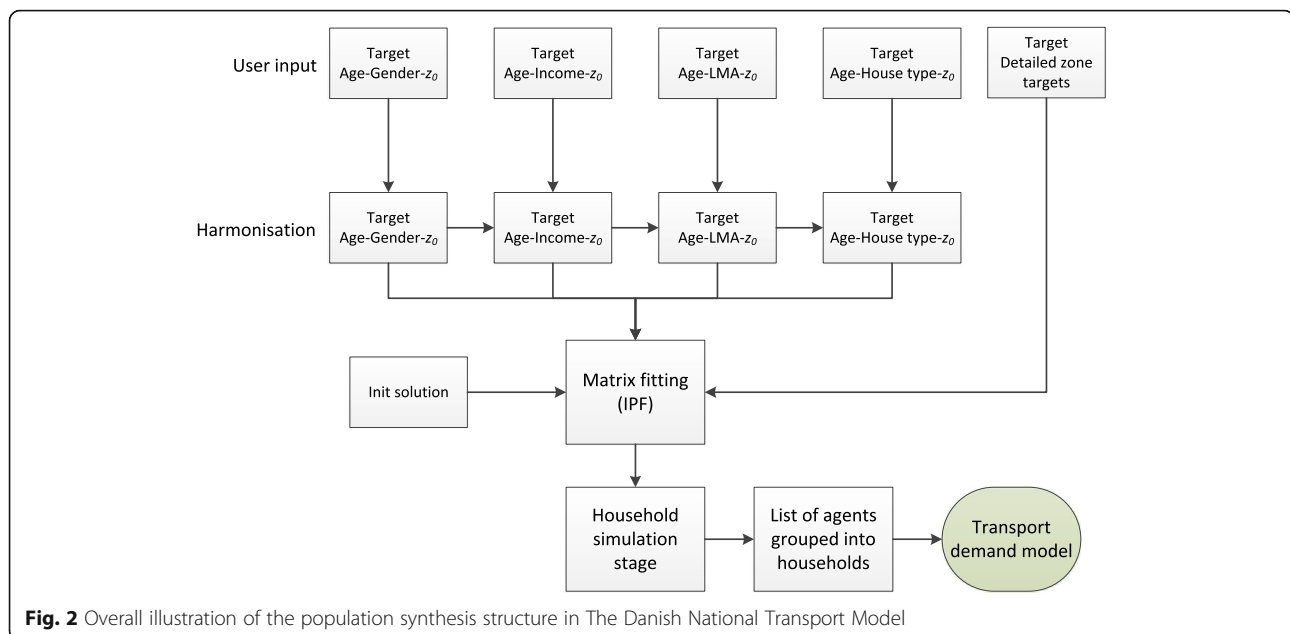 User input
Target
Age-Gender-z0
Target
Age-Income-z0
Target
Age-LMA-z0
Target
Age-House type-z0
Target
Detailed zone
targets
Harmonisation
Target
Age-Gender-z0
Target
Age-Income-z0
Target
Age-LMA-z0
Target
Age-House type-z0
Init solution
Matrix fitting
(IPF)
Household
simulation
stage
List of agents
grouped into
households
Transport
demand model
Fig. 2 Overall illustration of the population synthesis structure in The Danish National Transport Model